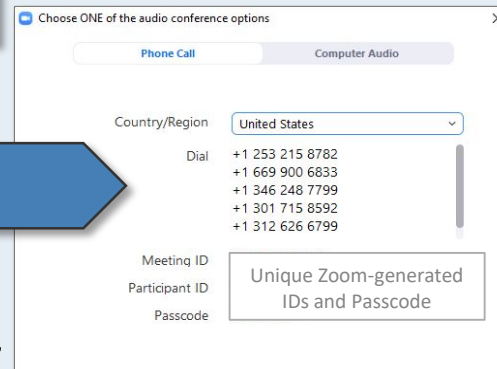 Choose ONE of the audio conference options
Phone Call Computer Audio
Country/Region United States
Dial +1 253 215 8782
+1 669 900 6833
+1 346 248 7799
+1 301 715 8592
+1 312 626 6799
Meeting ID
Participant ID
Passcode
Unique Zoom-generated
IDs and Passcode